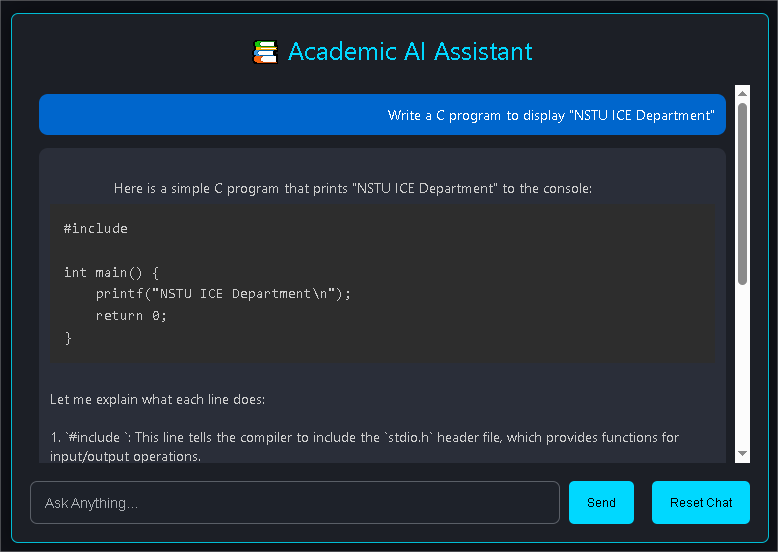 📚 Academic AI Assistant
Write a C program to display "NSTU ICE Department"
Here is a simple C program that prints "NSTU ICE Department" to the console:
#include
int main() {
    printf("NSTU ICE Department\n");
    return 0;
}
Let me explain what each line does:
1. `#include `: This line tells the compiler to include the `stdio.h` header file, which provides functions for
input/output operations.
Ask Anything...
Send
Reset Chat